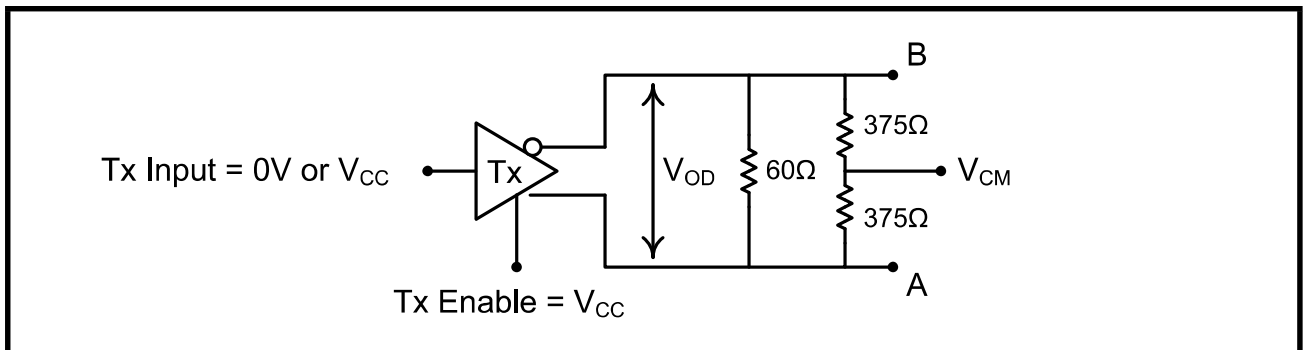 B
375Ω
Tx Input = 0V or VCC
Tx
VOD
60Ω
VCM
375Ω
A
Tx Enable = VCC